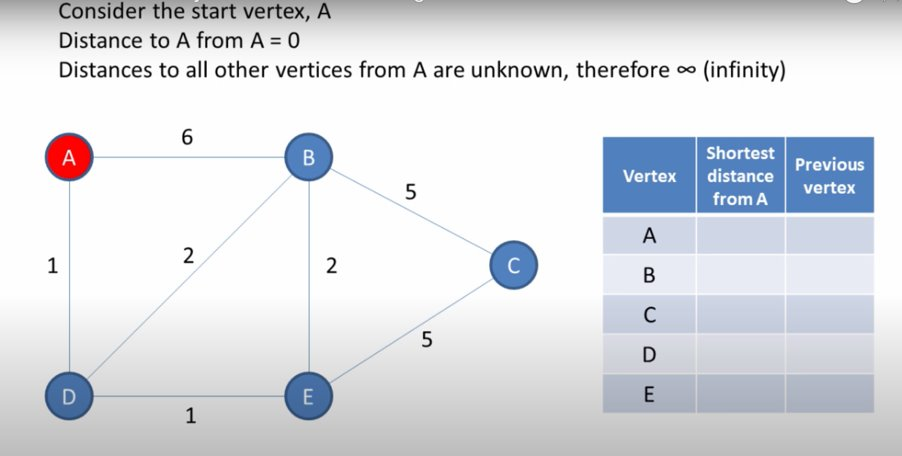 Consider the start vertex, A
Distance to A from A = 0
Distances to all other vertices from A are unknown, therefore ∞ (infinity)
6
A
B
5
2
1
2
C
5
D
E
1
Vertex
Shortest
distance
from A
Previous
vertex
A
B
C
D
E